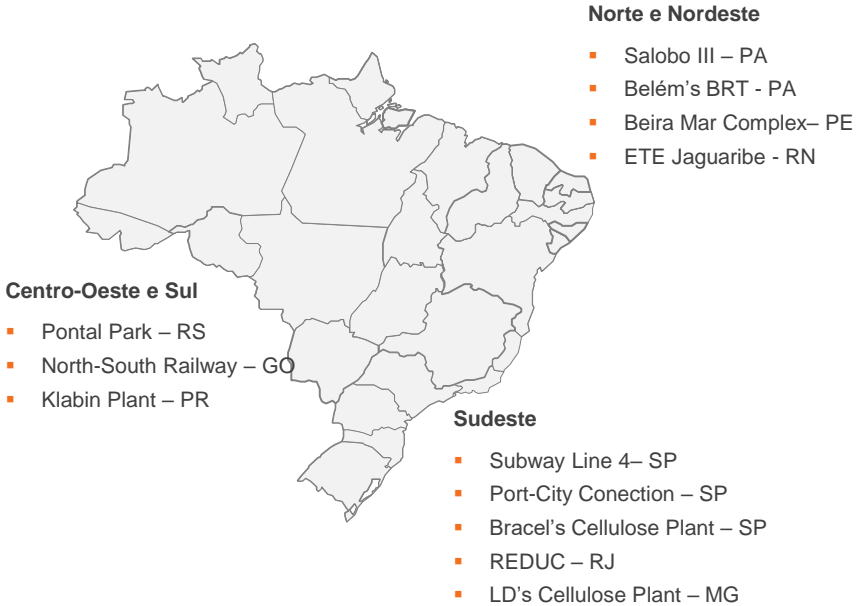 Norte e Nordeste
▪ Salobo III – PA
▪ Belém's BRT - PA
▪ Beira Mar Complex– PE
▪ ETE Jaguaribe - RN
Centro-Oeste e Sul
▪ Pontal Park – RS
▪ North-South Railway – GO
▪ Klabin Plant – PR
Sudeste
▪ Subway Line 4– SP
▪ Port-City Conection – SP
▪ Bracel's Cellulose Plant – SP
▪ REDUC – RJ
▪ LD's Cellulose Plant – MG